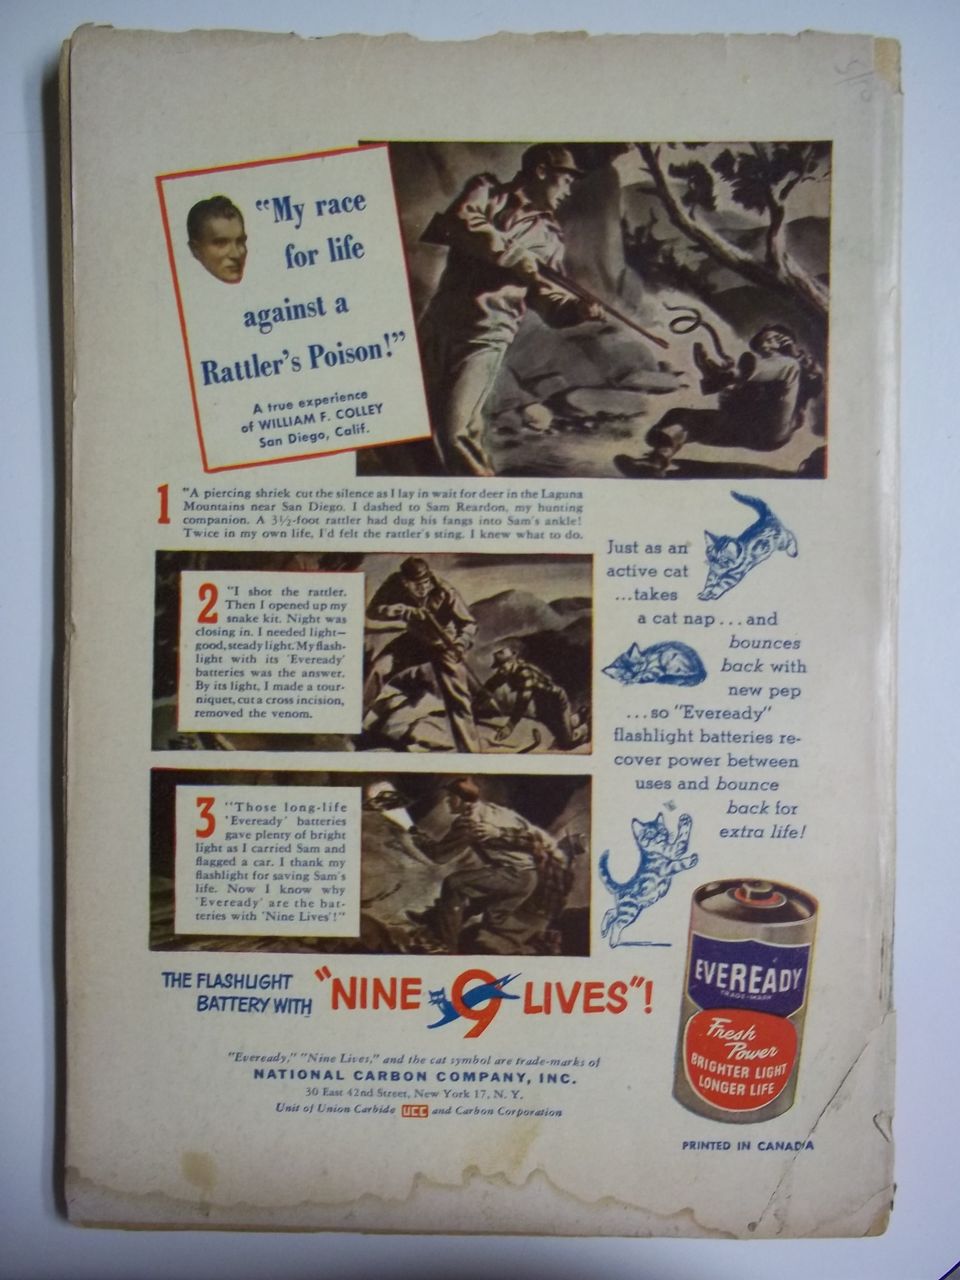 "My race
for life
against a
Rattler's Poison!"
A true experience
of WILLIAM F. COLLEY
San Diego, Calif.
1
"A piercing shriek cut the silence as I lay in wait for deer in the Laguna
Mountains near San Diego. I dashed to Sam Reardon, my hunting
companion. A 3½-foot rattler had dug his fangs into Sam's ankle!
Twice in my own life, I'd felt the rattler's sting. I knew what to do.
2
"I shot the rattler.
Then I opened up my
snake kit. Night was
closing in. I needed light—
good, steady light. My flash-
light with its 'Eveready'
batteries was the answer.
By its light, I made a tour-
niquet, cut a cross incision,
removed the venom.
3
"Those long-life
'Eveready' batteries
gave plenty of bright
light as I carried Sam and
flagged a car. I thank my
flashlight for saving Sam's
life. Now I know why
'Eveready' are the bat-
teries with 'Nine Lives'!"
Just as an
active cat
...takes
a cat nap...and
bounces
back with
new pep
...so "Eveready"
flashlight batteries re-
cover power between
uses and bounce
back for
extra life!
EVEREADY
TRADE-MARK
Fresh
Power
BRIGHTER LIGHT
LONGER LIFE
THE FLASHLIGHT
BATTERY WITH
"NINE 9 LIVES"!
"Eveready," "Nine Lives," and the cat symbol are trade-marks of
NATIONAL CARBON COMPANY, INC.
30 East 42nd Street, New York 17, N. Y.
Unit of Union Carbide UCC and Carbon Corporation
PRINTED IN CANADA